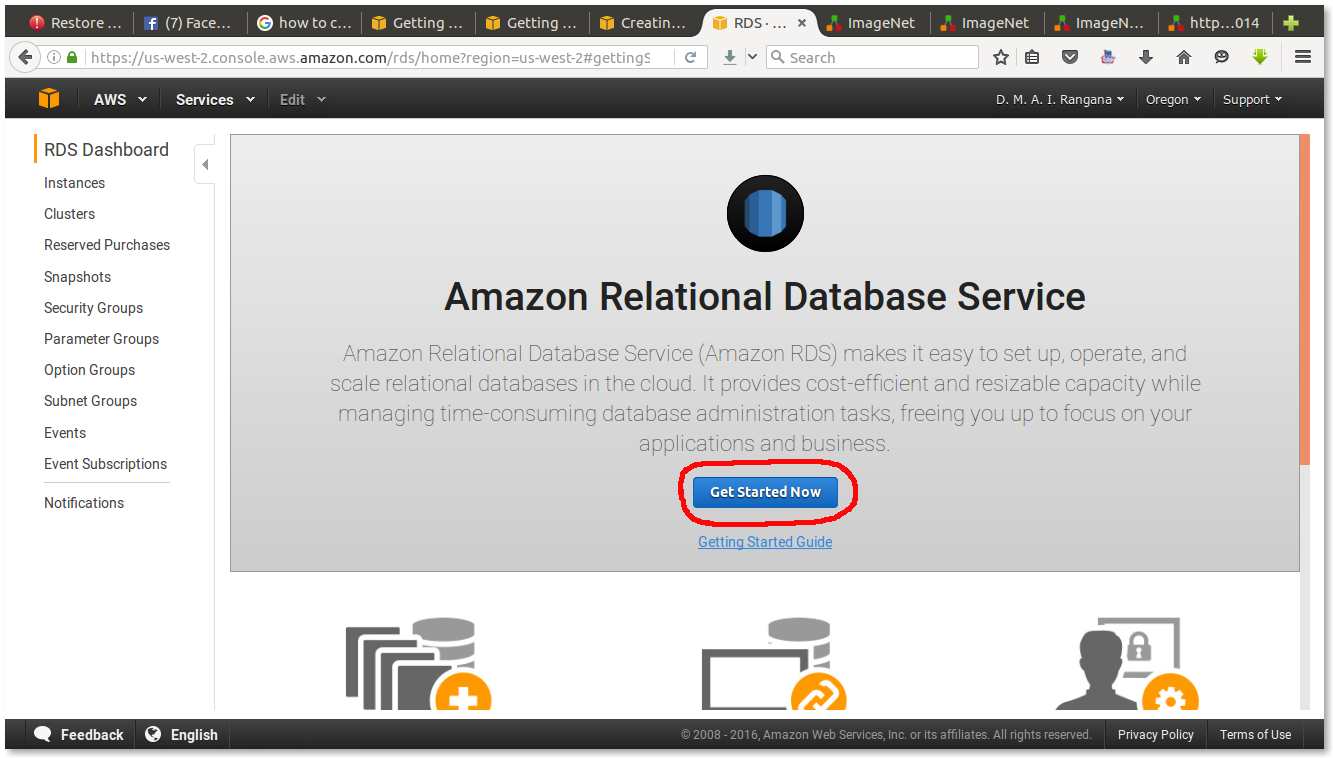 Restore ...
(7) Face...
how to c...
Getting ...
Getting ...
Creatin...
RDS · ...
ImageNet
ImageNet
ImageN...
http...014
https://us-west-2.console.aws.amazon.com/rds/home?region=us-west-2#gettingS
Search
AWS
Services
Edit
D. M. A. I. Rangana
Oregon
Support
RDS Dashboard
Instances
Clusters
Reserved Purchases
Snapshots
Security Groups
Parameter Groups
Option Groups
Subnet Groups
Events
Event Subscriptions
Notifications
Amazon Relational Database Service
Amazon Relational Database Service (Amazon RDS) makes it easy to set up, operate, and
scale relational databases in the cloud. It provides cost-efficient and resizable capacity while
managing time-consuming database administration tasks, freeing you up to focus on your
applications and business.
Get Started Now
Getting Started Guide
Feedback
English
© 2008 - 2016, Amazon Web Services, Inc. or its affiliates. All rights reserved.
Privacy Policy
Terms of Use